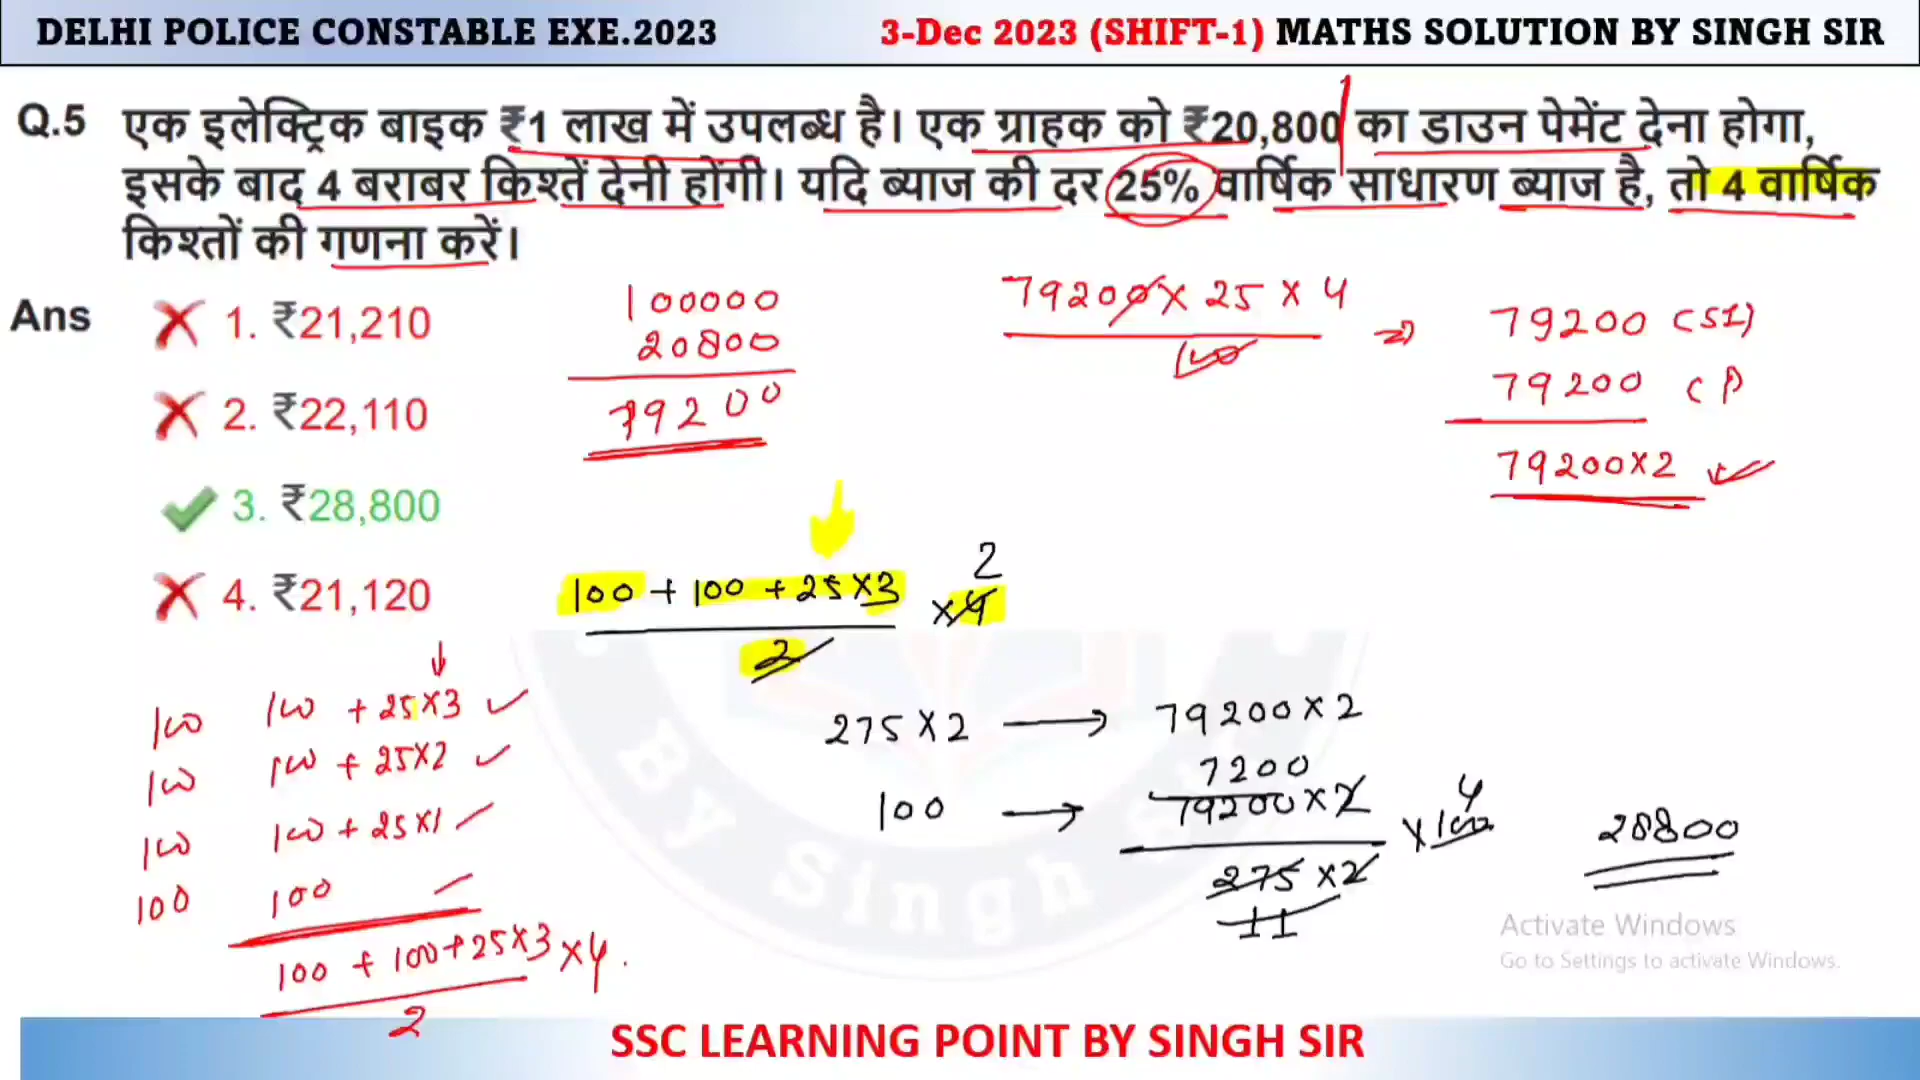 DELHI POLICE CONSTABLE EXE.2023
3-Dec 2023 (SHIFT-1) MATHS SOLUTION BY SINGH SIR
Q.5 एक इलेक्ट्रिक बाइक ₹1 लाख में उपलब्ध है। एक ग्राहक को ₹20,800 का डाउन पेमेंट देना होगा,
इसके बाद 4 बराबर किश्तें देनी होंगी। यदि ब्याज की दर 25% वार्षिक साधारण ब्याज है, तो 4 वार्षिक
किश्तों की गणना करें।
Ans
1. ₹21,210
2. ₹22,110
3. ₹28,800
4. ₹21,120
100000
20800
79200
79200 × 25 × 4
100
79200 (SI)
79200 (P)
79200×2
100 + 100 + 25×3
×4
2
2
100 100 + 25×3
100 100 + 25×2
100 100 + 25×1
100 100
100 + 100+25×3 ×4
2
275×2 → 79200×2
7200
100 → 79200×2 ×100
4
275×2
11
28800
By Singh
Activate Windows
Go to Settings to activate Windows.
SSC LEARNING POINT BY SINGH SIR